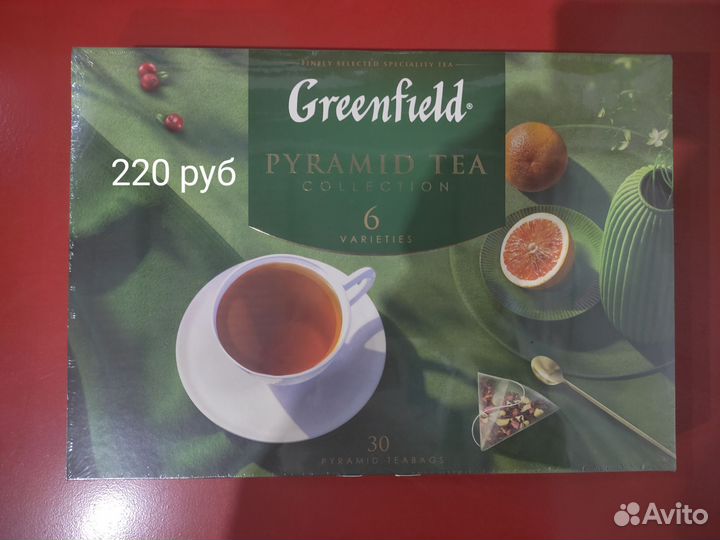 FINELY SELECTED SPECIALITY TEA
Greenfield®
PYRAMID TEA
COLLECTION
220 руб
6
VARIETIES
30
PYRAMID TEABAGS
Avito